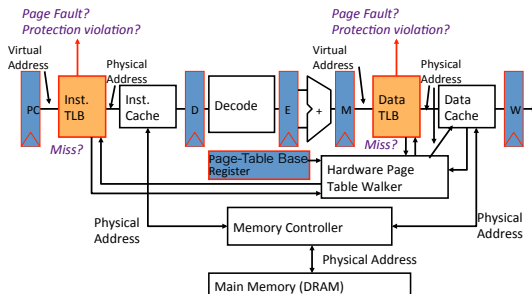 Page Fault?
Protection violation?
Page Fault?
Protection violation?
Virtual
Address
Physical
Address
Virtual
Address
Physical
Address
PC
Inst.
TLB
Inst.
Cache
D
Decode
E
+
M
Data
TLB
Data
Cache
W
Miss?
Miss?
Page-Table Base
Register
Hardware Page
Table Walker
Physical
Address
Memory Controller
Physical
Address
Physical Address
Main Memory (DRAM)